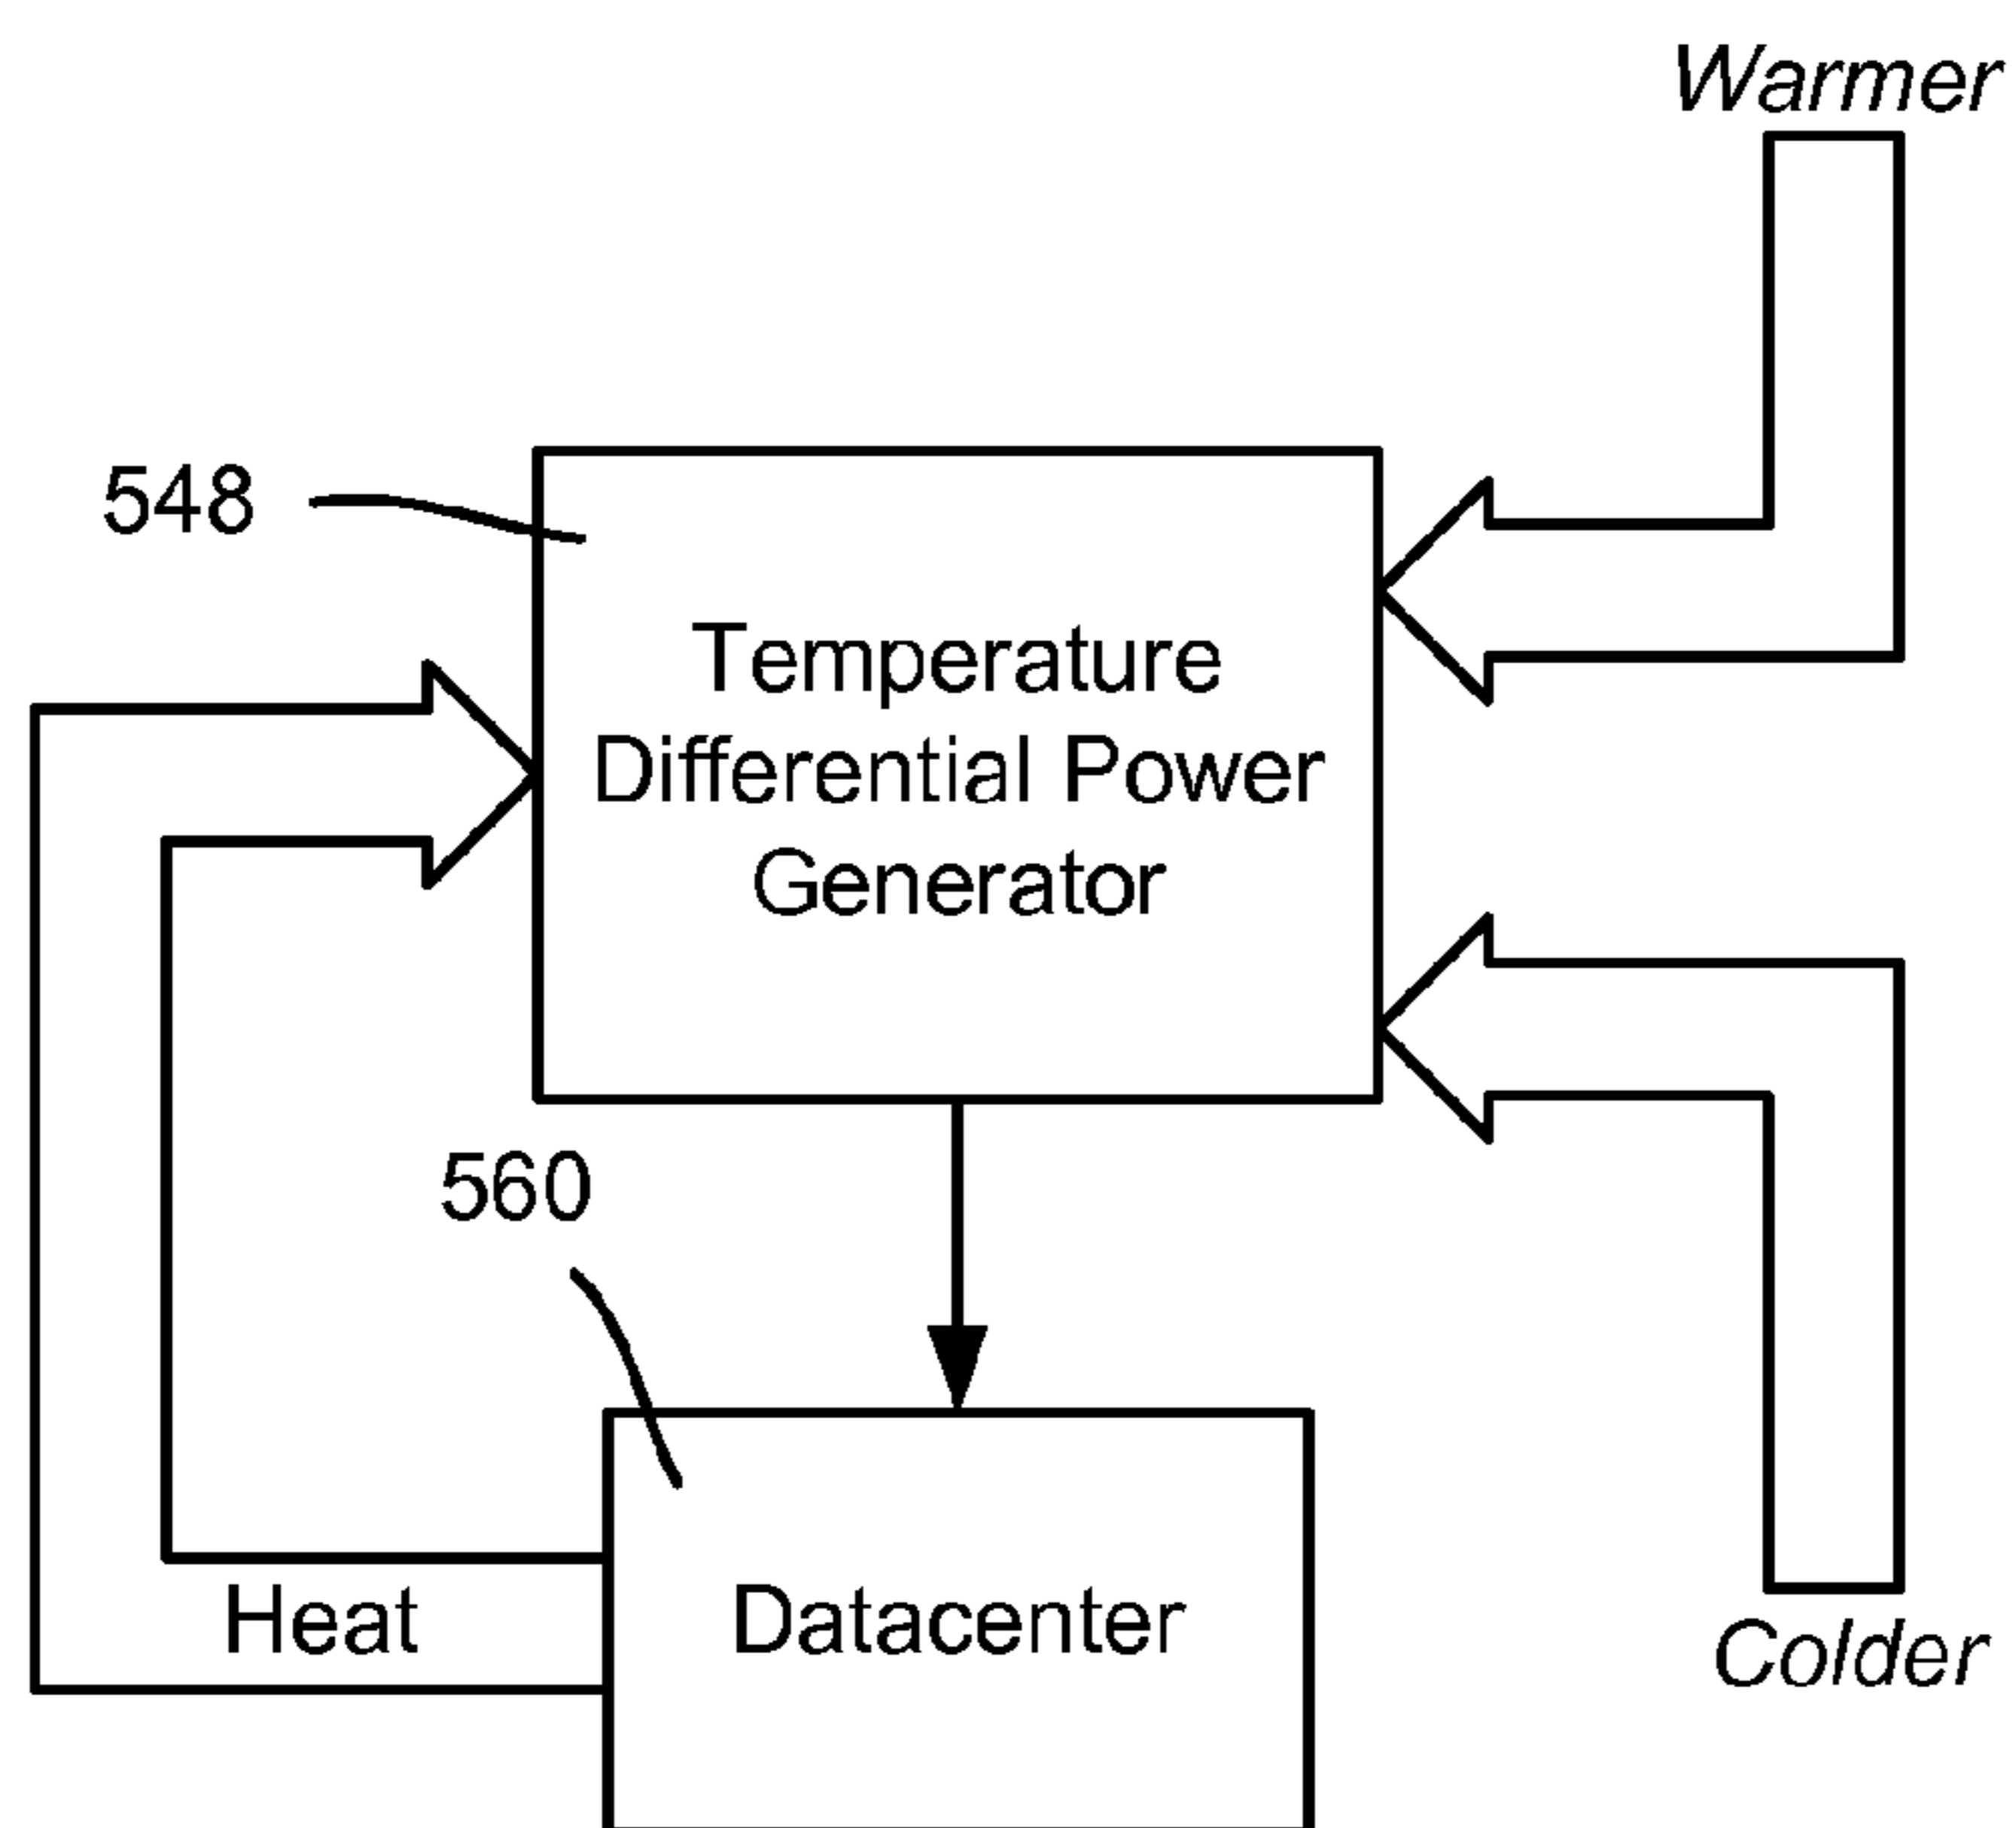 Warmer
548
Temperature
Differential Power
Generator
560
Heat
Datacenter
Colder